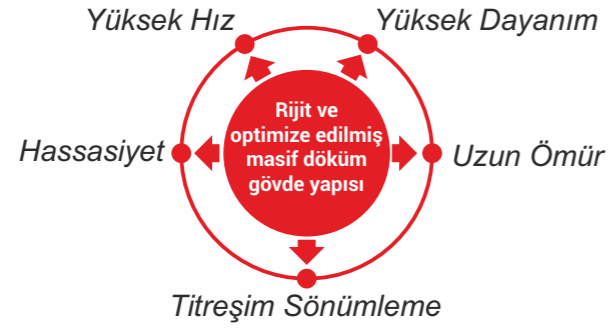 Yüksek Hız
Yüksek Dayanım
Rijit ve
optimize edilmiş
masif döküm
gövde yapısı
Hassasiyet
Uzun Ömür
Titreşim Sönümleme